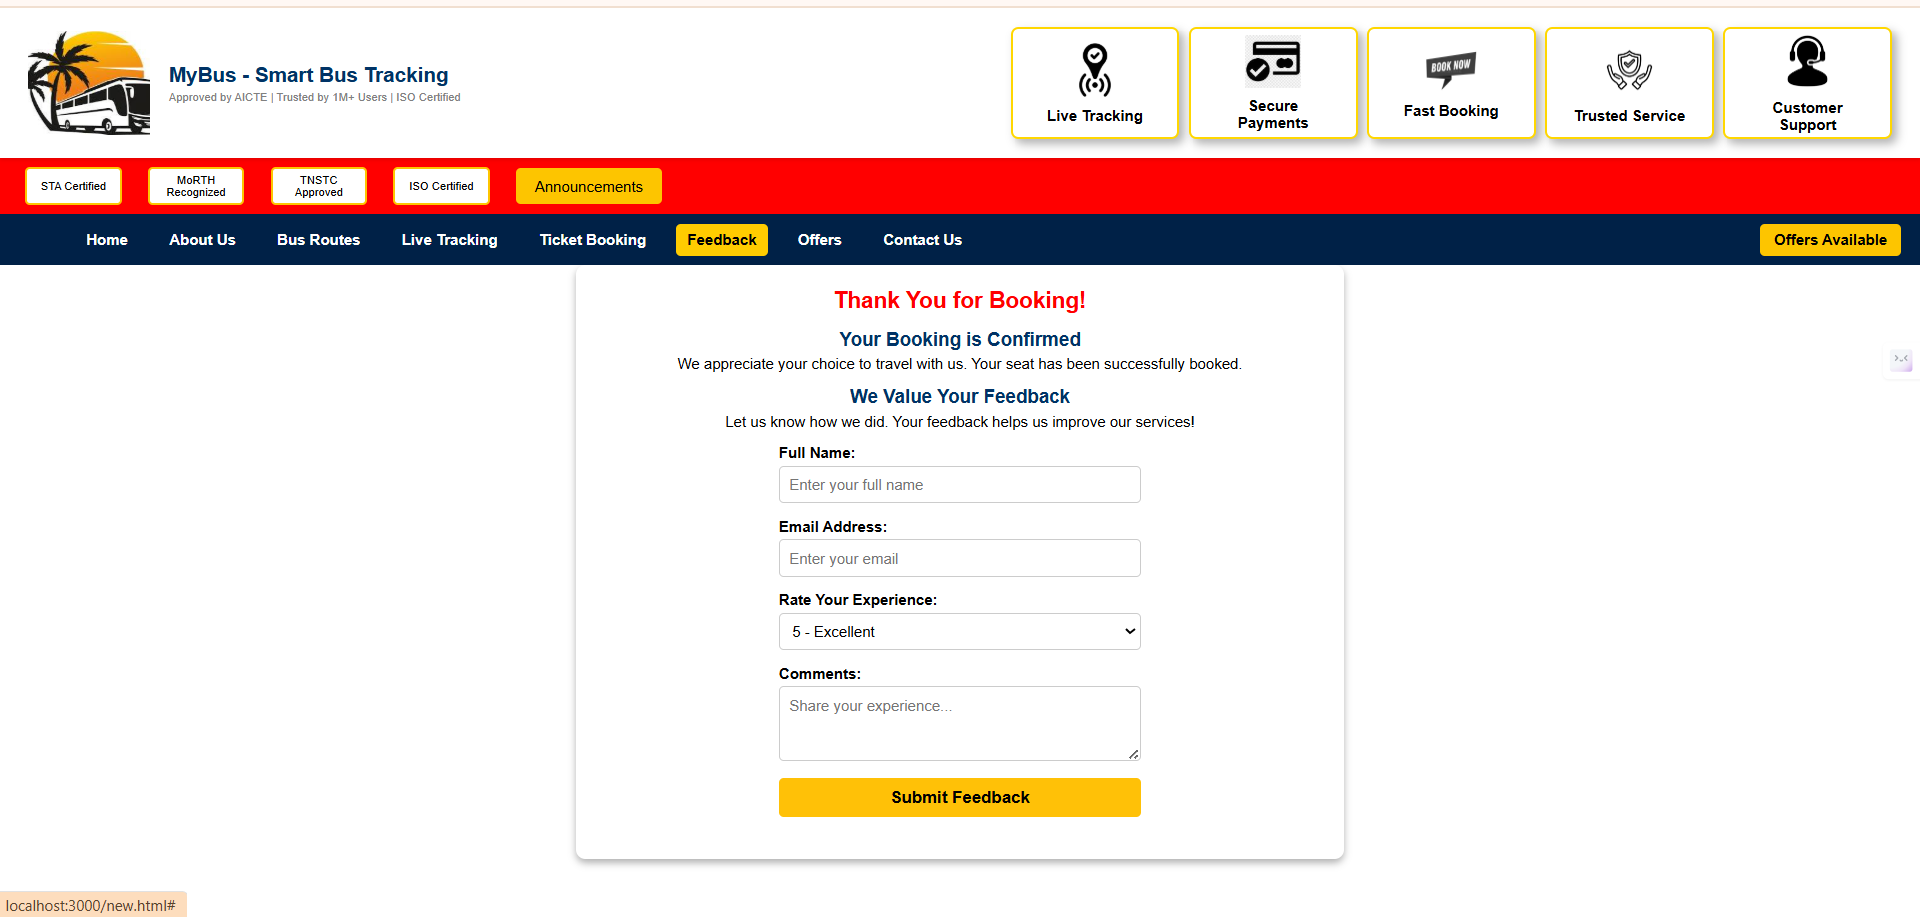 MyBus - Smart Bus Tracking
Approved by AICTE | Trusted by 1M+ Users | ISO Certified
Live Tracking
Secure
Payments
BOOK NOW
Fast Booking
Trusted Service
Customer
Support
STA Certified
MoRTH
Recognized
TNSTC
Approved
ISO Certified
Announcements
Home
About Us
Bus Routes
Live Tracking
Ticket Booking
Feedback
Offers
Contact Us
Offers Available
Thank You for Booking!
Your Booking is Confirmed
We appreciate your choice to travel with us. Your seat has been successfully booked.
We Value Your Feedback
Let us know how we did. Your feedback helps us improve our services!
Full Name:
Enter your full name
Email Address:
Enter your email
Rate Your Experience:
5 - Excellent
Comments:
Share your experience...
Submit Feedback
localhost:3000/new.html#